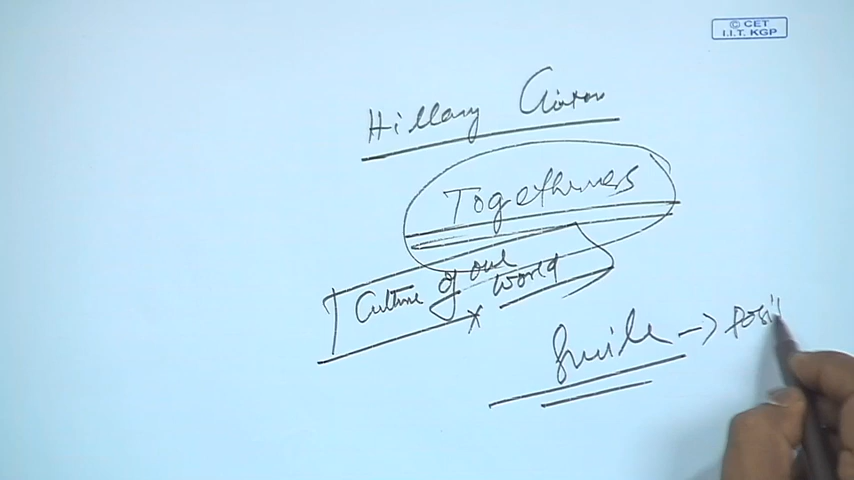 © CET
I.I.T. KGP
Hillary Clinton
Togetherness
Culture of our world
Smile → Posi